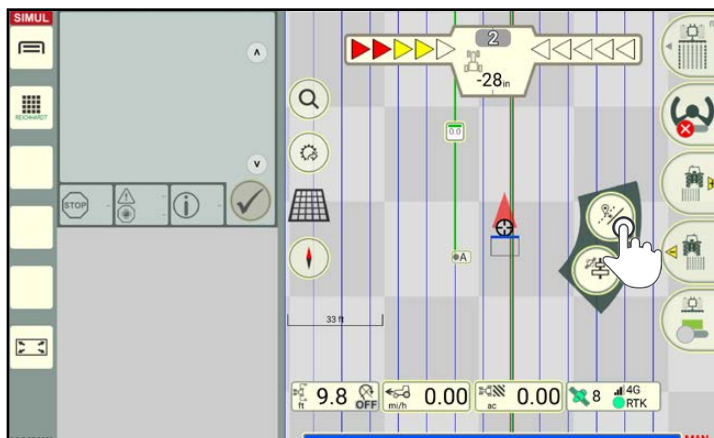 SIMUL
REICHHARDT
STOP
2
-28in
0.0
A
33 ft
ft
9.8
OFF
mi/h
0.00
ac
0.00
8
4G
RTK
MAN